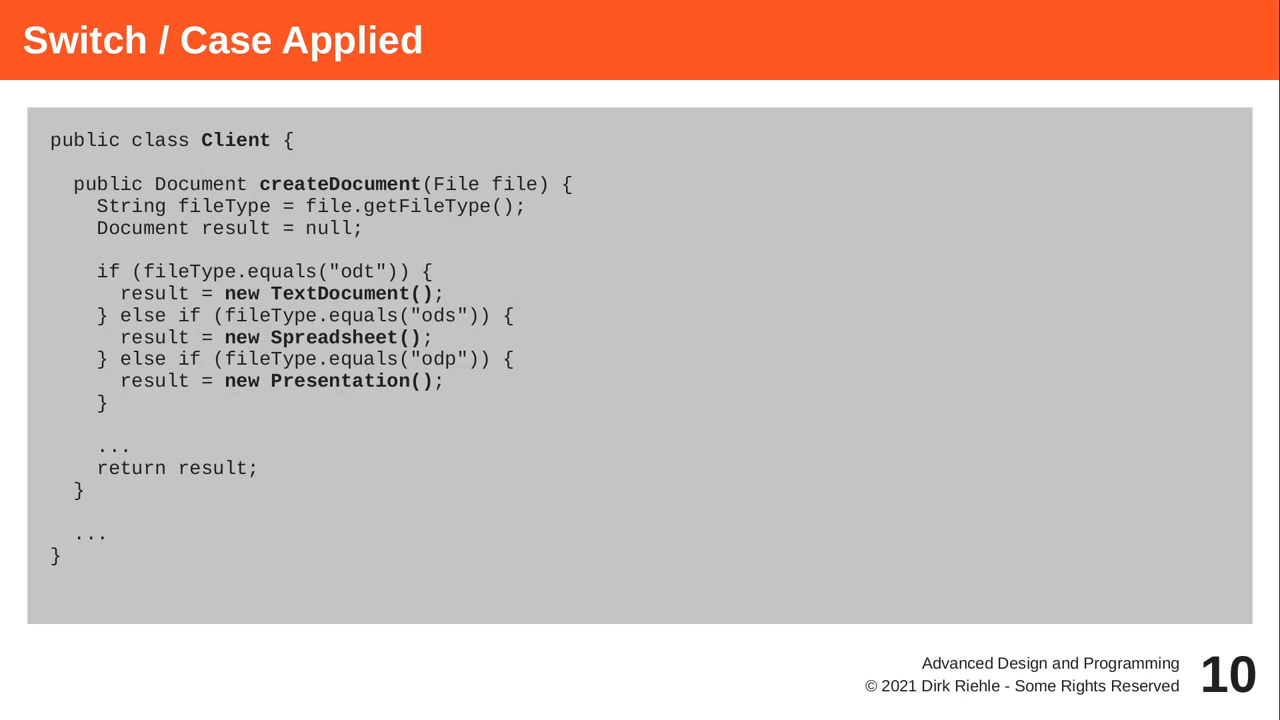 Switch / Case Applied
public class Client {
  public Document createDocument(File file) {
    String fileType = file.getFileType();
    Document result = null;
    if (fileType.equals("odt")) {
      result = new TextDocument();
    } else if (fileType.equals("ods")) {
      result = new Spreadsheet();
    } else if (fileType.equals("odp")) {
      result = new Presentation();
    }
    ...
    return result;
  }
  ...
}
Advanced Design and Programming
© 2021 Dirk Riehle - Some Rights Reserved
10